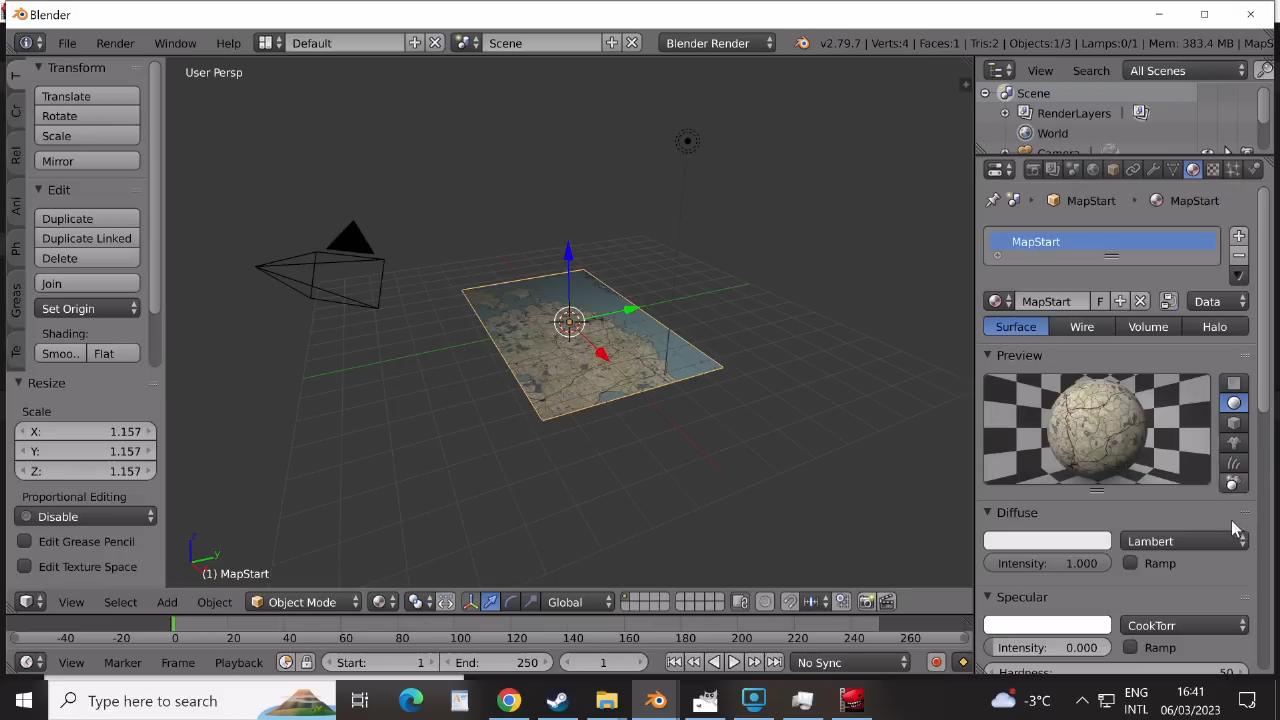 Blender
File Render Window Help Default Scene Blender Render v2.79.7 | Verts:4 | Faces:1 | Tris:2 | Objects:1/3 | Lamps:0/1 | Mem: 383.4 MB | MapS
Transform
Translate
Rotate
Scale
Mirror
Edit
Duplicate
Duplicate Linked
Delete
Join
Set Origin
Shading:
Smoo.. Flat
T
Cr
Rel
Ani
Ph
Greas
Te
Resize
Scale
X: 1.157
Y: 1.157
Z: 1.157
Proportional Editing
Disable
Edit Grease Pencil
Edit Texture Space
User Persp
z
y
(1) MapStart
View Select Add Object Object Mode Global
View Search All Scenes
Scene
RenderLayers
World
Camera
MapStart MapStart
MapStart
MapStart F Data
Surface Wire Volume Halo
Preview
Diffuse
Lambert
Intensity: 1.000 Ramp
Specular
CookTorr
Intensity: 0.000 Ramp
Hardness: 50
-40 -20 0 20 40 60 80 100 120 140 160 180 200 220 240 260
View Marker Frame Playback Start: 1 End: 250 1 No Sync
Type here to search -3°C ENG 16:41
INTL 06/03/2023